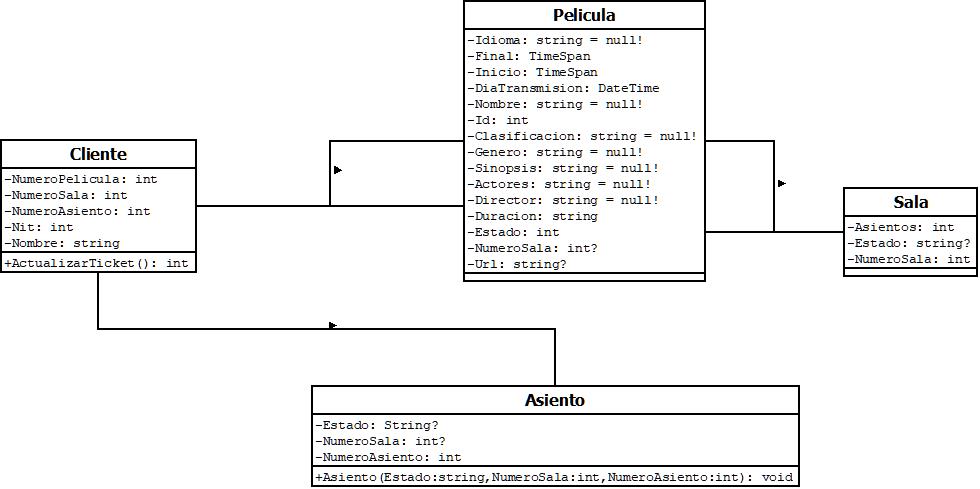 Pelicula
-Idioma: string = null!
-Final: TimeSpan
-Inicio: TimeSpan
-DiaTransmision: DateTime
-Nombre: string = null!
-Id: int
-Clasificacion: string = null!
-Genero: string = null!
-Sinopsis: string = null!
-Actores: string = null!
-Director: string = null!
-Duracion: string
-Estado: int
-NumeroSala: int?
-Url: string?
Cliente
-NumeroPelicula: int
-NumeroSala: int
-NumeroAsiento: int
-Nit: int
-Nombre: string
+ActualizarTicket(): int
Sala
-Asientos: int
-Estado: string?
-NumeroSala: int
Asiento
-Estado: String?
-NumeroSala: int?
-NumeroAsiento: int
+Asiento(Estado:string,NumeroSala:int,NumeroAsiento:int): void